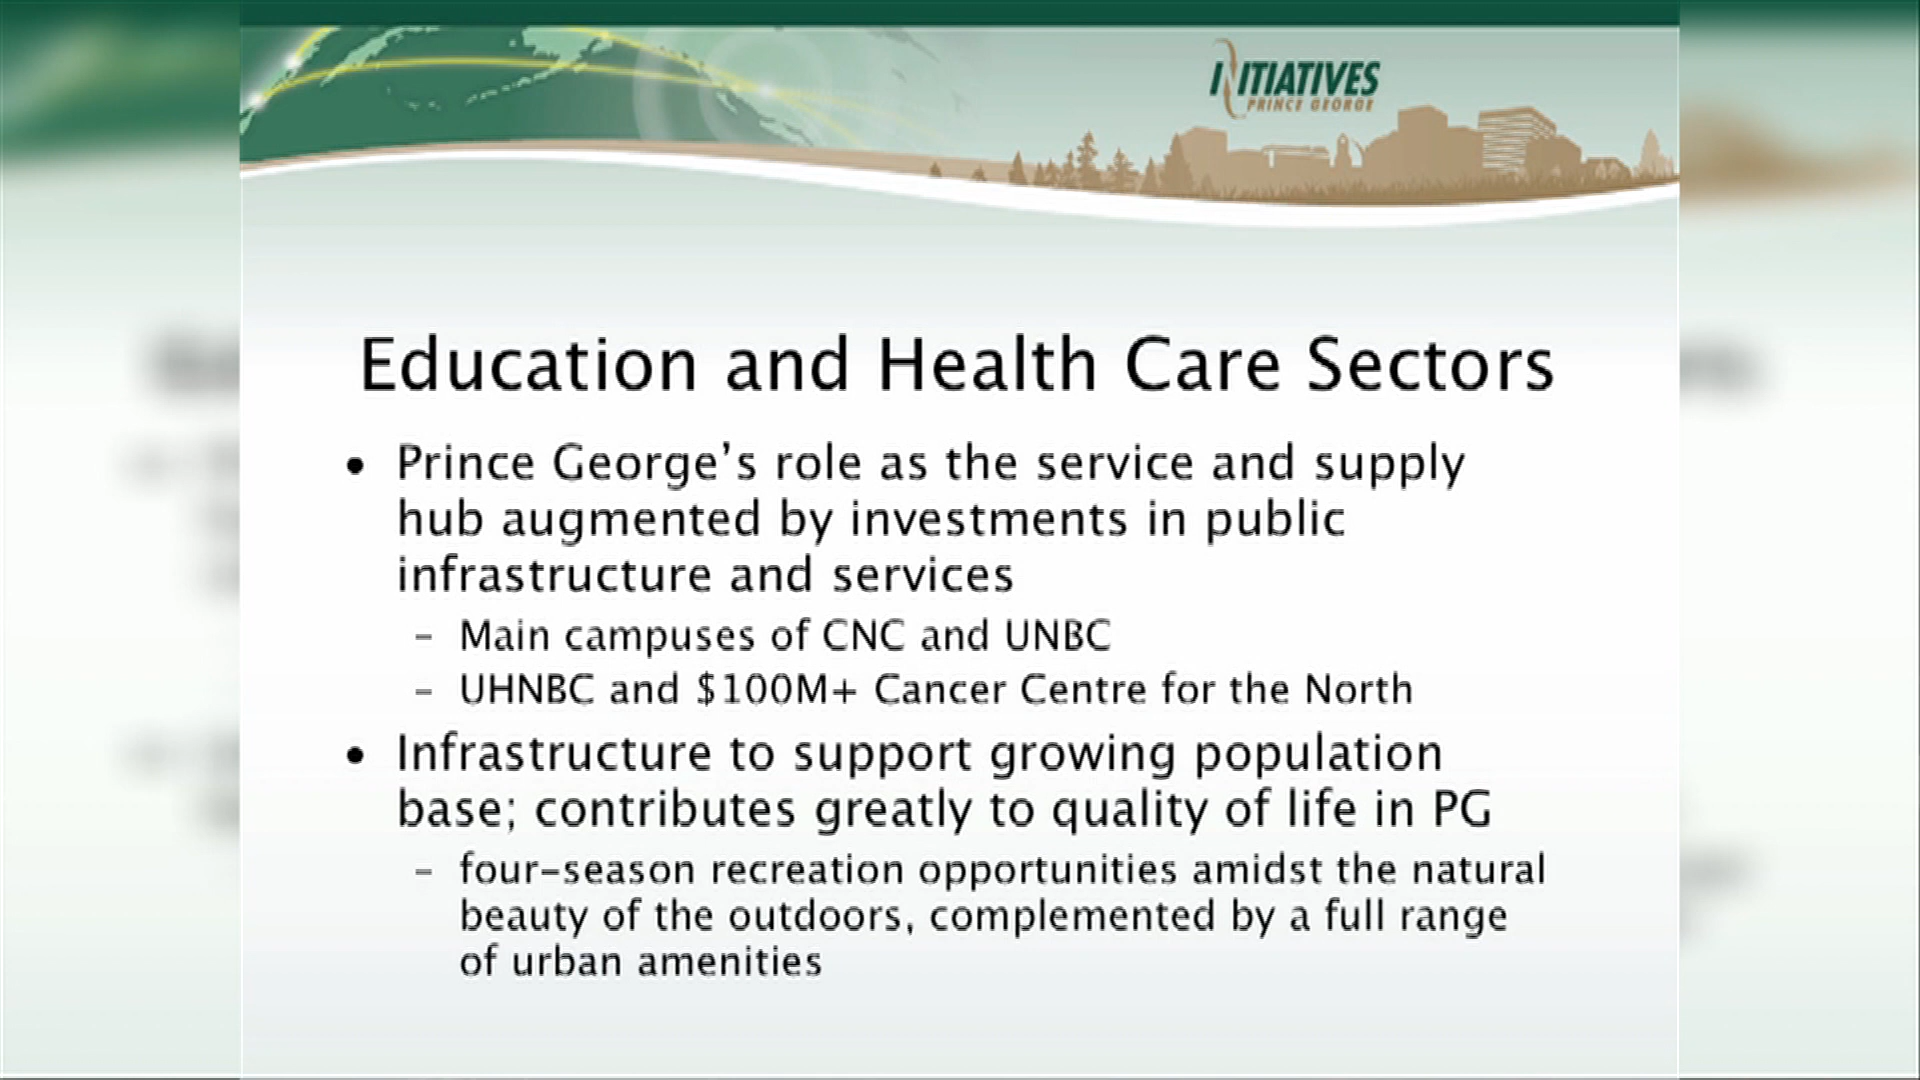 INITIATIVES
PRINCE GEORGE
Education and Health Care Sectors
• Prince George’s role as the service and supply
hub augmented by investments in public
infrastructure and services
– Main campuses of CNC and UNBC
– UHNBC and $100M+ Cancer Centre for the North
• Infrastructure to support growing population
base; contributes greatly to quality of life in PG
– four-season recreation opportunities amidst the natural
beauty of the outdoors, complemented by a full range
of urban amenities